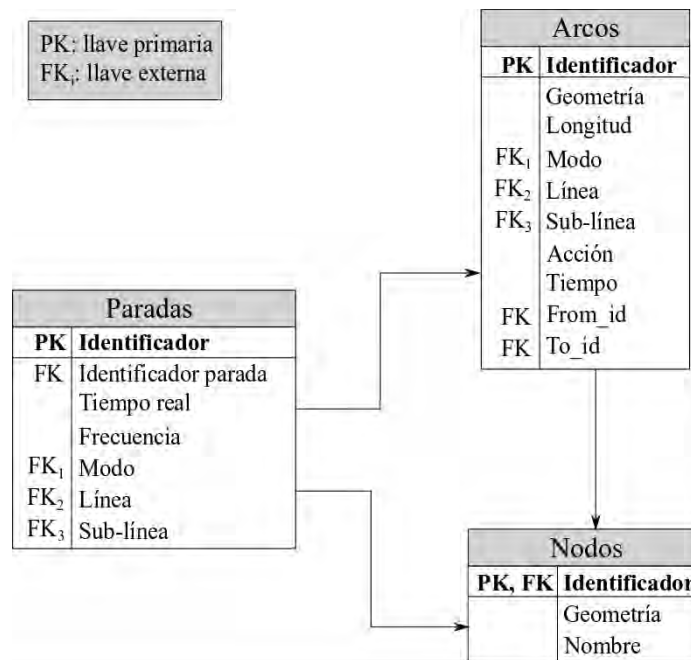 PK: llave primaria
FKᵢ: llave externa
Arcos
PK Identificador
Geometría
Longitud
FK₁ Modo
FK₂ Línea
FK₃ Sub-línea
Acción
Tiempo
FK From_id
FK To_id
Paradas
PK Identificador
FK Identificador parada
Tiempo real
Frecuencia
FK₁ Modo
FK₂ Línea
FK₃ Sub-línea
Nodos
PK, FK Identificador
Geometría
Nombre